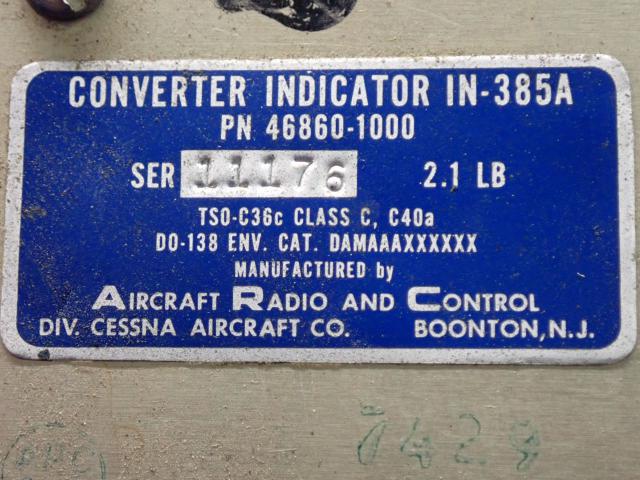 CONVERTER INDICATOR IN-385A
PN 46860-1000
SER 11176 2.1 LB
TSO-C36c CLASS C, C40a
DO-138 ENV. CAT. DAMAAAXXXXXX
MANUFACTURED by
AIRCRAFT RADIO AND CONTROL
DIV. CESSNA AIRCRAFT CO. BOONTON, N.J.